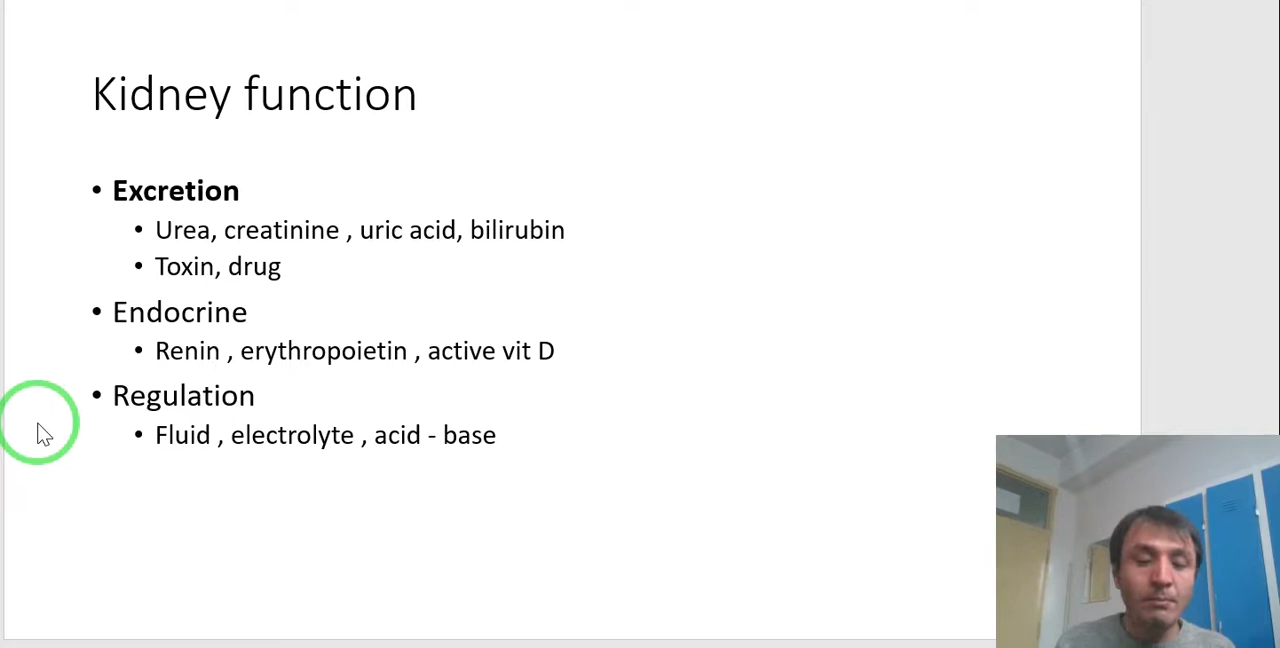 Kidney function
• Excretion
• Urea, creatinine , uric acid, bilirubin
• Toxin, drug
• Endocrine
• Renin , erythropoietin , active vit D
• Regulation
• Fluid , electrolyte , acid - base